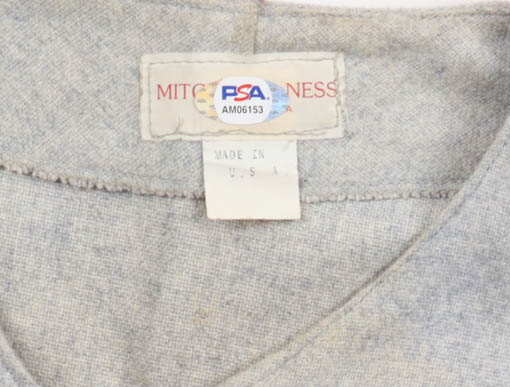 MITC PSA NESS
AM06153
MADE IN
U.S A